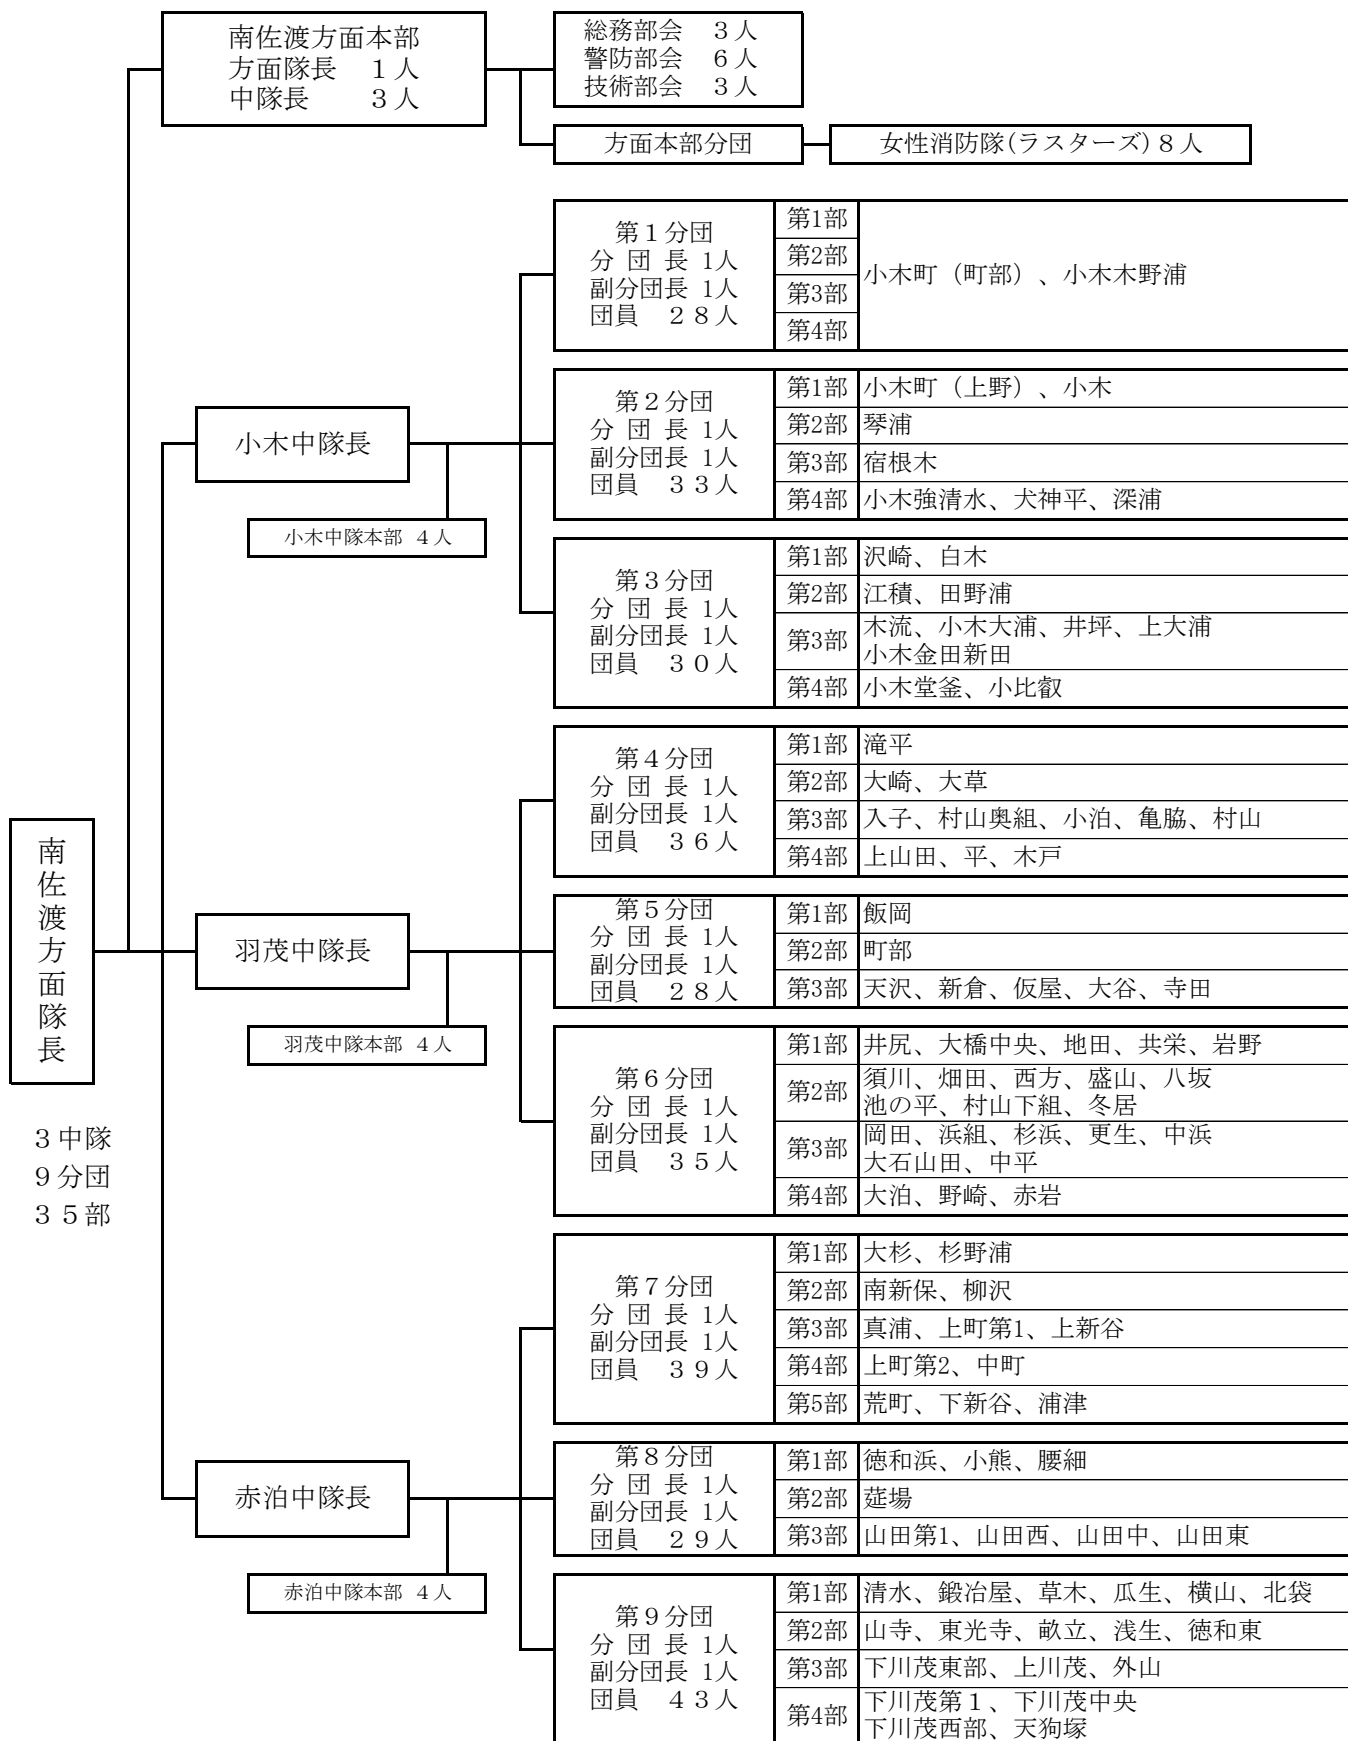 南佐渡方面本部
方面隊長　１人
中隊長　　３人
総務部会　３人
警防部会　６人
技術部会　３人
方面本部分団
女性消防隊(ラスターズ)８人
第１分団
分 団 長 1人
副分団長 1人
団員　２８人
第1部
第2部
第3部
第4部
小木町（町部）、小木木野浦
小木中隊長
小木中隊本部 ４人
第２分団
分 団 長 1人
副分団長 1人
団員　３３人
第1部 小木町（上野）、小木
第2部 琴浦
第3部 宿根木
第4部 小木強清水、犬神平、深浦
第３分団
分 団 長 1人
副分団長 1人
団員　３０人
第1部 沢崎、白木
第2部 江積、田野浦
第3部 木流、小木大浦、井坪、上大浦
小木金田新田
第4部 小木堂釜、小比叡
南佐渡方面隊長
３中隊
９分団
３５部
羽茂中隊長
羽茂中隊本部 ４人
第４分団
分 団 長 1人
副分団長 1人
団員　３６人
第1部 滝平
第2部 大崎、大草
第3部 入子、村山奥組、小泊、亀脇、村山
第4部 上山田、平、木戸
第５分団
分 団 長 1人
副分団長 1人
団員　２８人
第1部 飯岡
第2部 町部
第3部 天沢、新倉、仮屋、大谷、寺田
第６分団
分 団 長 1人
副分団長 1人
団員　３５人
第1部 井尻、大橋中央、地田、共栄、岩野
第2部 須川、畑田、西方、盛山、八坂
池の平、村山下組、冬居
第3部 岡田、浜組、杉浜、更生、中浜
大石山田、中平
第4部 大泊、野崎、赤岩
赤泊中隊長
赤泊中隊本部 ４人
第７分団
分 団 長 1人
副分団長 1人
団員　３９人
第1部 大杉、杉野浦
第2部 南新保、柳沢
第3部 真浦、上町第1、上新谷
第4部 上町第2、中町
第5部 荒町、下新谷、浦津
第８分団
分 団 長 1人
副分団長 1人
団員　２９人
第1部 徳和浜、小熊、腰細
第2部 莚場
第3部 山田第1、山田西、山田中、山田東
第９分団
分 団 長 1人
副分団長 1人
団員　４３人
第1部 清水、鍛冶屋、草木、瓜生、横山、北袋
第2部 山寺、東光寺、畝立、浅生、徳和東
第3部 下川茂東部、上川茂、外山
第4部 下川茂第１、下川茂中央
下川茂西部、天狗塚